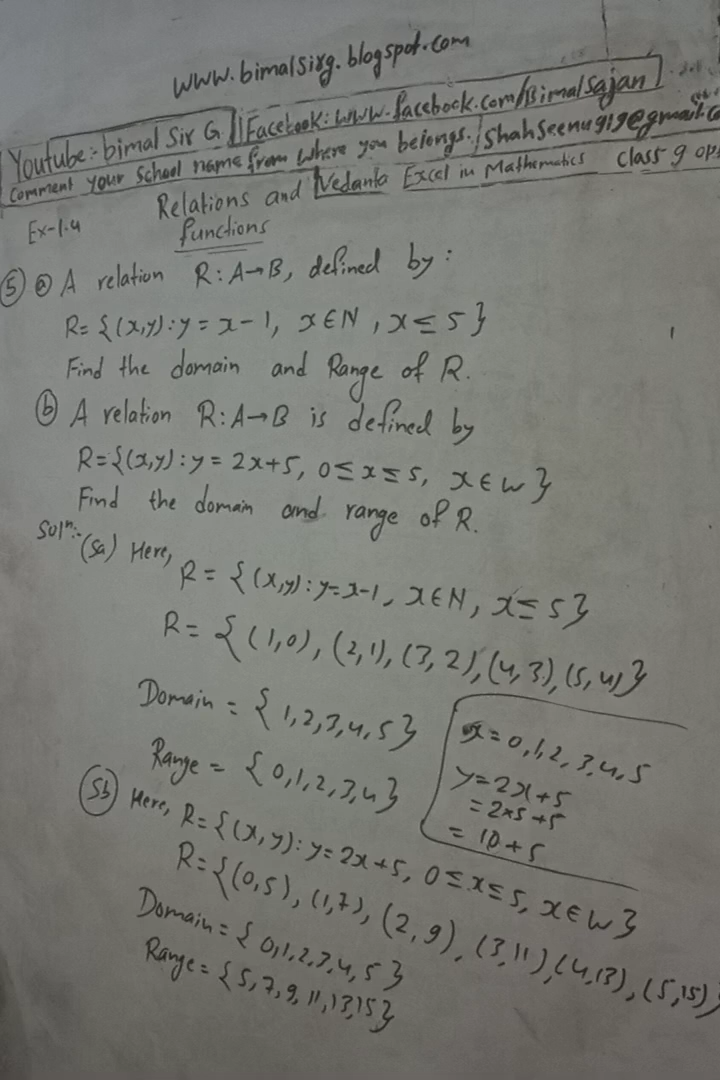 www.bimalsirg.blogspot.com
Youtube:- bimal Sir G || Facebook: www.facebook.com/Bimalsajan
Comment your School name from where you belongs. / Shahseenu919@gmail.c
Ex-1.4 Relations and functions Vedanta Excel in Mathematics Class 9 op
5 a A relation R: A→B, defined by:
R= {(x,y): y = x-1, x∈N, x≤5}
Find the domain and Range of R.
b A relation R: A→B is defined by
R={(x,y): y = 2x+5, 0≤x≤5, x∈W}
Find the domain and range of R.
Solⁿ:-
(5a) Here,
R = {(x,y): y=x-1, x∈N, x≤5}
R = {(1,0), (2,1), (3,2), (4,3), (5,4)}
Domain = {1,2,3,4,5}
Range = {0,1,2,3,4}
x=0,1,2,3,4,5
y=2x+5
=2×5+5
= 10+5
5b Here, R={(x,y): y=2x+5, 0≤x≤5, x∈W}
R={(0,5), (1,7), (2,9), (3,11), (4,13), (5,15)}
Domain = {0,1,2,3,4,5}
Range = {5,7,9,11,13,15}